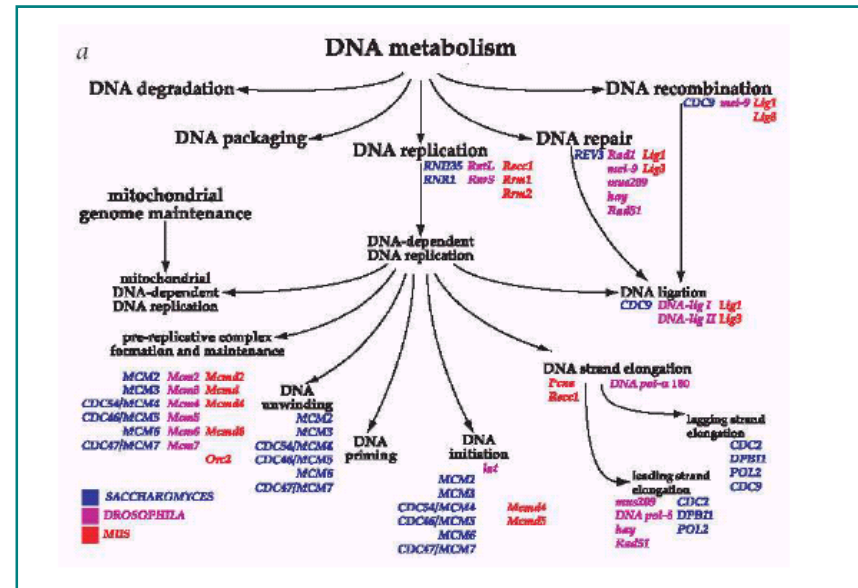 a
DNA metabolism
DNA degradation
DNA recombination
CDC9 mei-9 Lig1
Lig3
DNA packaging
DNA repair
DNA replication
REV3 Rad1 Lig1
mei-9 Lig3
mus209
hay
Rad51
RNH35 RnrL Recc1
RNR1 RnrS Rrm1
Rrm2
mitochondrial
genome maintenance
DNA-dependent
DNA replication
mitochondrial
DNA-dependent
DNA replication
DNA ligation
CDC9 DNA-lig I Lig1
DNA-lig II Lig3
pre-replicative complex
formation and maintenance
MCM2 Mcm2 Mcmd2
MCM3 Mcm3 Mcmd
CDC54/MCM4 Mcm4 Mcmd4
CDC46/MCM5 Mcm5
MCM6 Mcm6 Mcmd6
CDC47/MCM7 Mcm7
Orc2
DNA
unwinding
MCM2
MCM3
CDC54/MCM4
CDC46/MCM5
MCM6
CDC47/MCM7
DNA
priming
DNA
initiation
lat
MCM2
MCM3
CDC54/MCM4 Mcmd4
CDC46/MCM5 Mcmd5
MCM6
CDC47/MCM7
DNA strand elongation
Pcna DNA pol-α 180
Recc1
lagging strand
elongation
CDC2
DPB11
POL2
CDC9
leading strand
elongation
mus209 CDC2
DNA pol-δ DPB11
hay POL2
Rad51
SACCHAROMYCES
DROSOPHILA
MUS